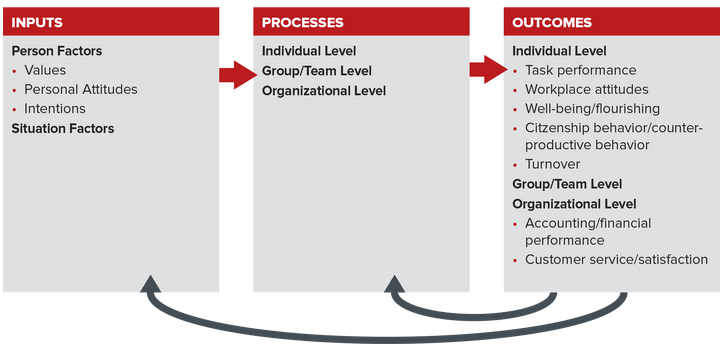 INPUTS
Person Factors
• Values
• Personal Attitudes
• Intentions
Situation Factors
PROCESSES
Individual Level
Group/Team Level
Organizational Level
OUTCOMES
Individual Level
• Task performance
• Workplace attitudes
• Well-being/flourishing
• Citzenship behavior/counter-
productive behavior
• Turnover
Group/Team Level
Organizational Level
• Accounting/financial
performance
• Customer service/satisfaction